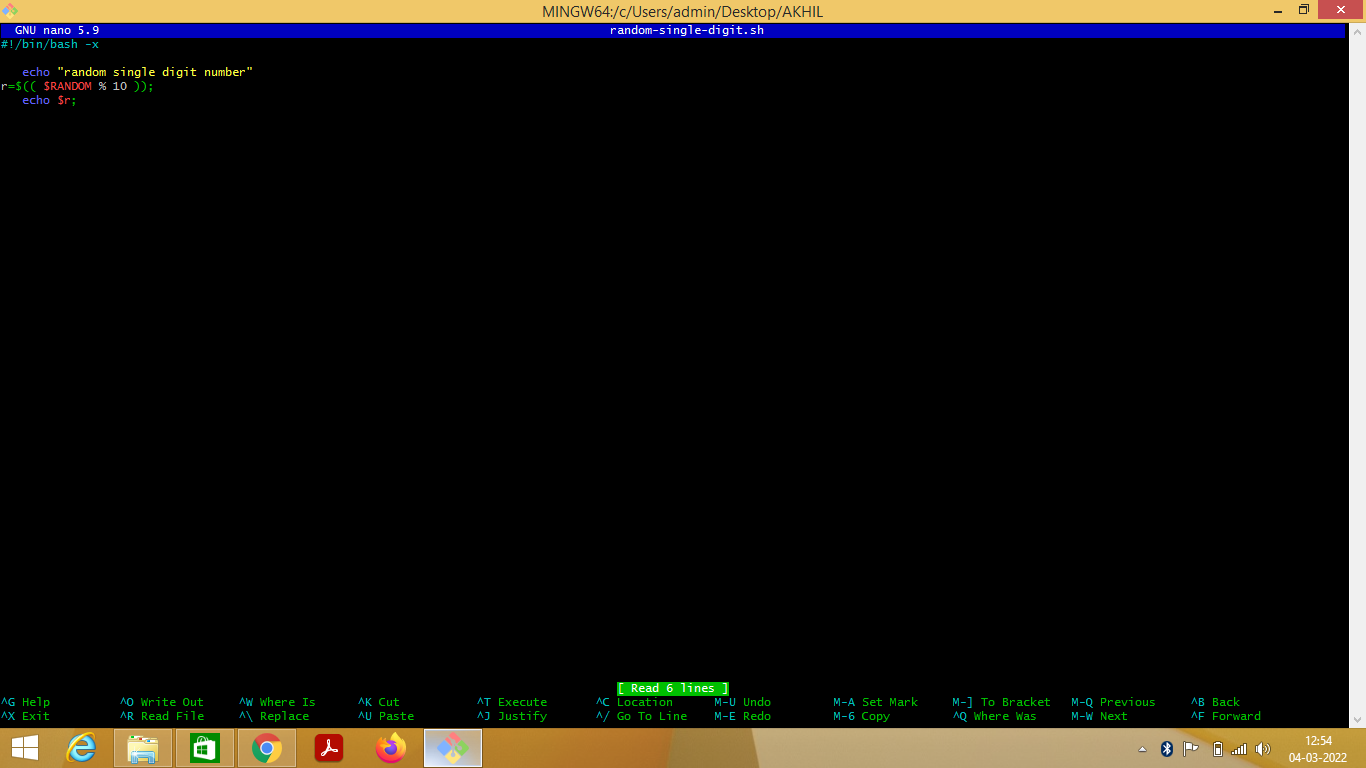 MINGW64:/c/Users/admin/Desktop/AKHIL
GNU nano 5.9 random-single-digit.sh
#!/bin/bash -x
echo "random single digit number"
r=$(( $RANDOM % 10 ));
echo $r;
[ Read 6 lines ]
^G Help ^O Write Out ^W Where Is ^K Cut ^T Execute ^C Location M-U Undo M-A Set Mark M-] To Bracket M-Q Previous ^B Back
^X Exit ^R Read File ^\ Replace ^U Paste ^J Justify ^/ Go To Line M-E Redo M-6 Copy ^Q Where Was M-W Next ^F Forward
12:54
04-03-2022